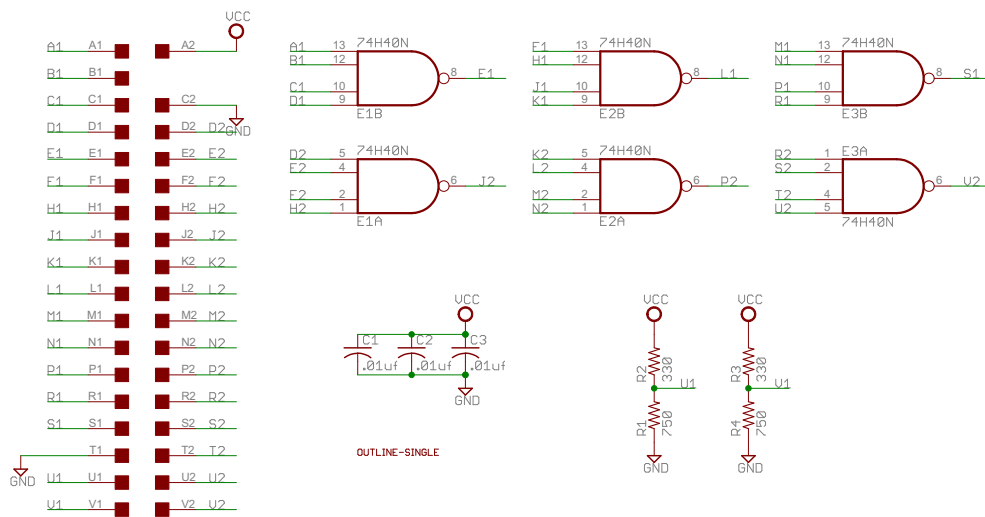 VCC
A1 A1 A2
B1 B1
C1 C1 C2
GND
D1 D1 D2 D2
E1 E1 E2 E2
F1 F1 F2 F2
H1 H1 H2 H2
J1 J1 J2 J2
K1 K1 K2 K2
L1 L1 L2 L2
M1 M1 M2 M2
N1 N1 N2 N2
P1 P1 P2 P2
R1 R1 R2 R2
S1 S1 S2 S2
T1 T2 T2
GND
U1 U1 U2 U2
V1 V1 V2 V2
74H40N
A1 13
B1 12
8 E1
C1 10
D1 9
E1B
74H40N
F1 13
H1 12
8 L1
J1 10
K1 9
E2B
74H40N
M1 13
N1 12
8 S1
P1 10
R1 9
E3B
74H40N
D2 5
E2 4
6 J2
F2 2
H2 1
E1A
74H40N
K2 5
L2 4
6 P2
M2 2
N2 1
E2A
E3A
R2 1
S2 2
6 V2
T2 4
U2 5
74H40N
VCC
C1 C2 C3
.01uf .01uf .01uf
GND
OUTLINE-SINGLE
VCC
R2 330
U1
R1 750
GND
VCC
R3 330
V1
R4 750
GND